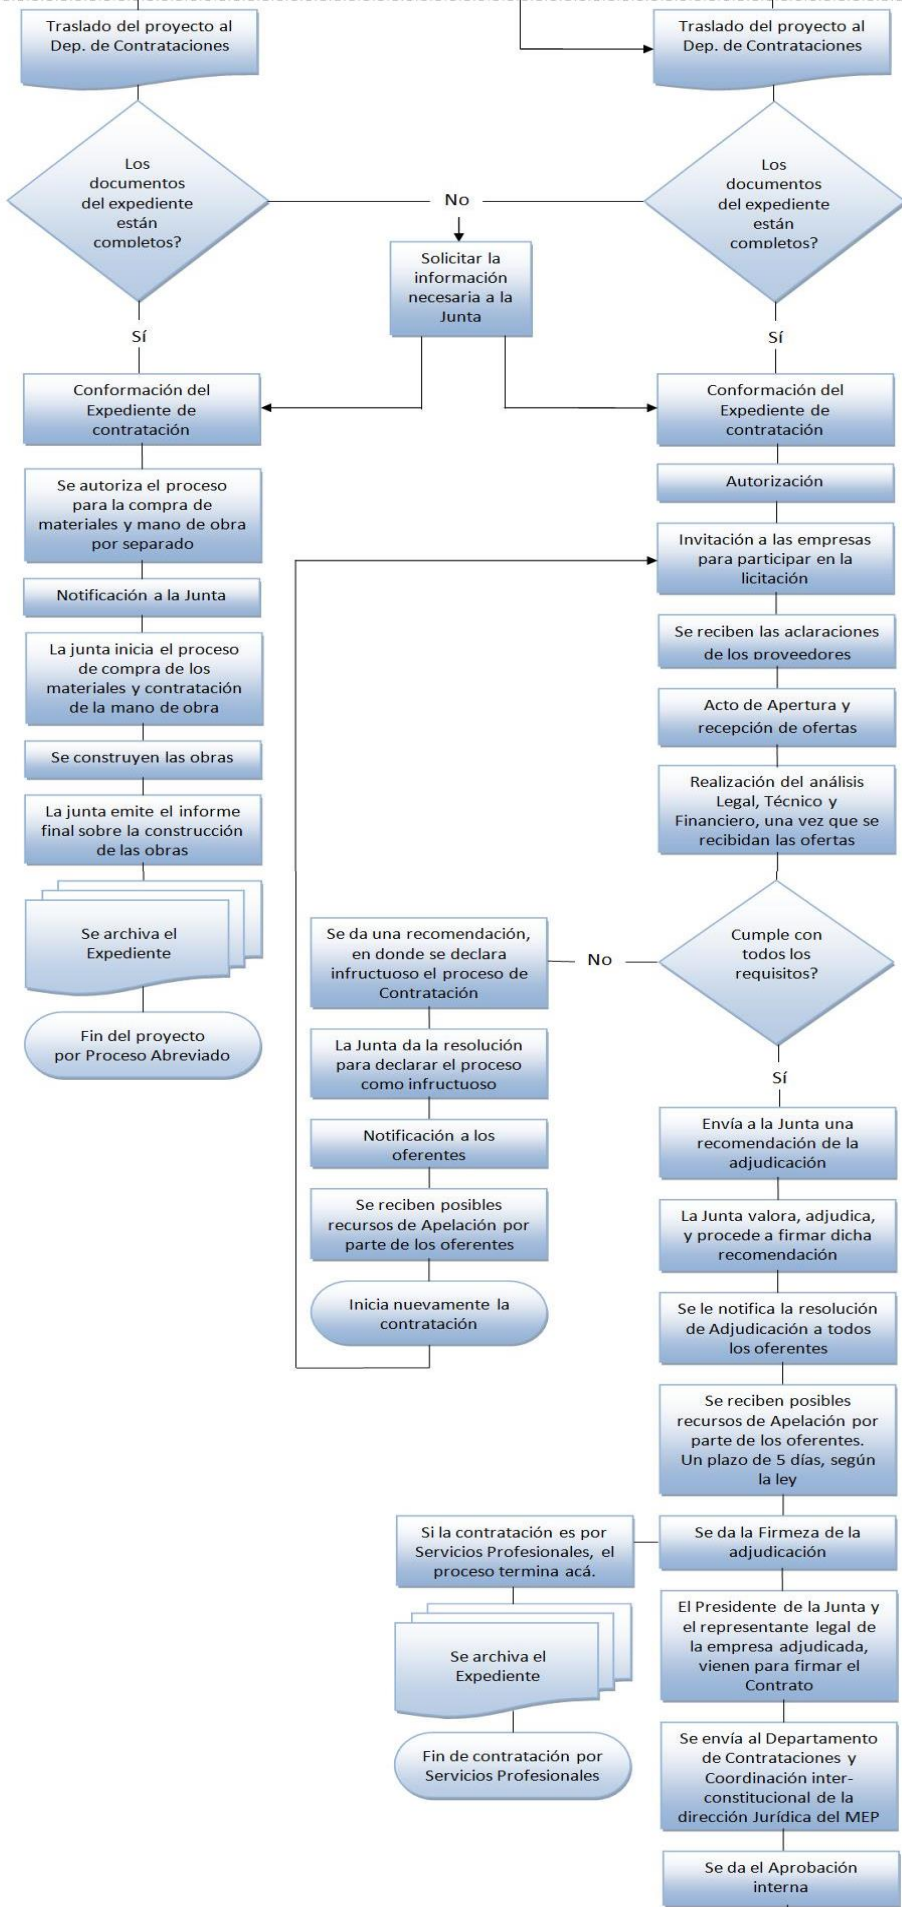 Traslado del proyecto al
Dep. de Contrataciones
Los
documentos
del expediente
están
completos?
Sí
Conformación del
Expediente de
contratación
Se autoriza el proceso
para la compra de
materiales y mano de obra
por separado
Notificación a la Junta
La junta inicia el proceso
de compra de los
materiales y contratación
de la mano de obra
Se construyen las obras
La junta emite el informe
final sobre la construcción
de las obras
Se archiva el
Expediente
Fin del proyecto
por Proceso Abreviado
No
Solicitar la
información
necesaria a la
Junta
Traslado del proyecto al
Dep. de Contrataciones
Los
documentos
del expediente
están
completos?
Sí
Conformación del
Expediente de
contratación
Autorización
Invitación a las empresas
para participar en la
licitación
Se reciben las aclaraciones
de los proveedores
Acto de Apertura y
recepción de ofertas
Realización del análisis
Legal, Técnico y
Financiero, una vez que se
recibidan las ofertas
Cumple con
todos los
requisitos?
No
Se da una recomendación,
en donde se declara
infructuoso el proceso de
Contratación
La Junta da la resolución
para declarar el proceso
como infructuoso
Notificación a los
oferentes
Se reciben posibles
recursos de Apelación por
parte de los oferentes
Inicia nuevamente la
contratación
Sí
Envía a la Junta una
recomendación de la
adjudicación
La Junta valora, adjudica,
y procede a firmar dicha
recomendación
Se le notifica la resolución
de Adjudicación a todos
los oferentes
Se reciben posibles
recursos de Apelación por
parte de los oferentes.
Un plazo de 5 días, según
la ley
Se da la Firmeza de la
adjudicación
Si la contratación es por
Servicios Profesionales, el
proceso termina acá.
Se archiva el
Expediente
Fin de contratación por
Servicios Profesionales
El Presidente de la Junta y
el representante legal de
la empresa adjudicada,
vienen para firmar el
Contrato
Se envía al Departamento
de Contrataciones y
Coordinación inter-
constitucional de la
dirección Jurídica del MEP
Se da el Aprobación
interna